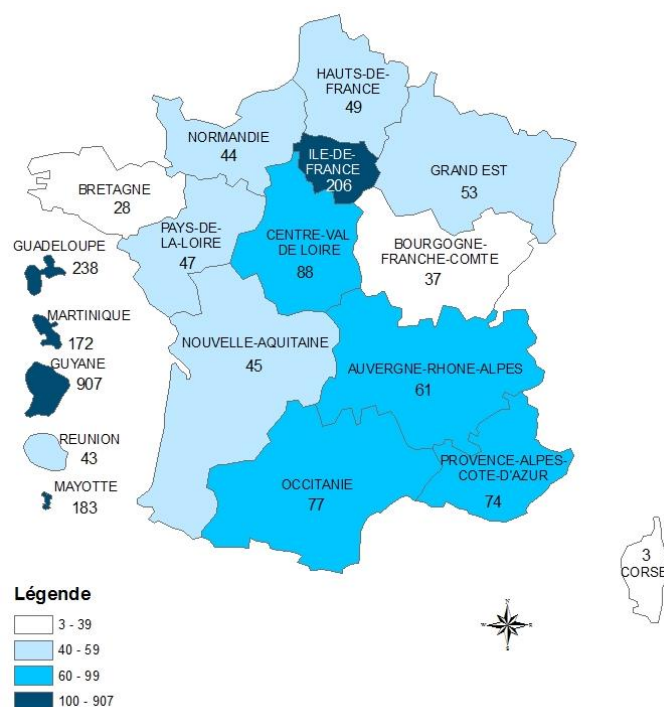 HAUTS-DE-
FRANCE
49
NORMANDIE
44
ILE-DE-
FRANCE
206
GRAND EST
53
BRETAGNE
28
PAYS-DE-
LA-LOIRE
47
CENTRE-VAL
DE LOIRE
88
BOURGOGNE-
FRANCHE-COMTE
37
GUADELOUPE
238
MARTINIQUE
172
GUYANE
907
REUNION
43
MAYOTTE
183
NOUVELLE-AQUITAINE
45
AUVERGNE-RHONE-ALPES
61
OCCITANIE
77
PROVENCE-ALPES-
COTE-D'AZUR
74
3
CORSE
Légende
3 - 39
40 - 59
60 - 99
100 - 907
N
W
E
S